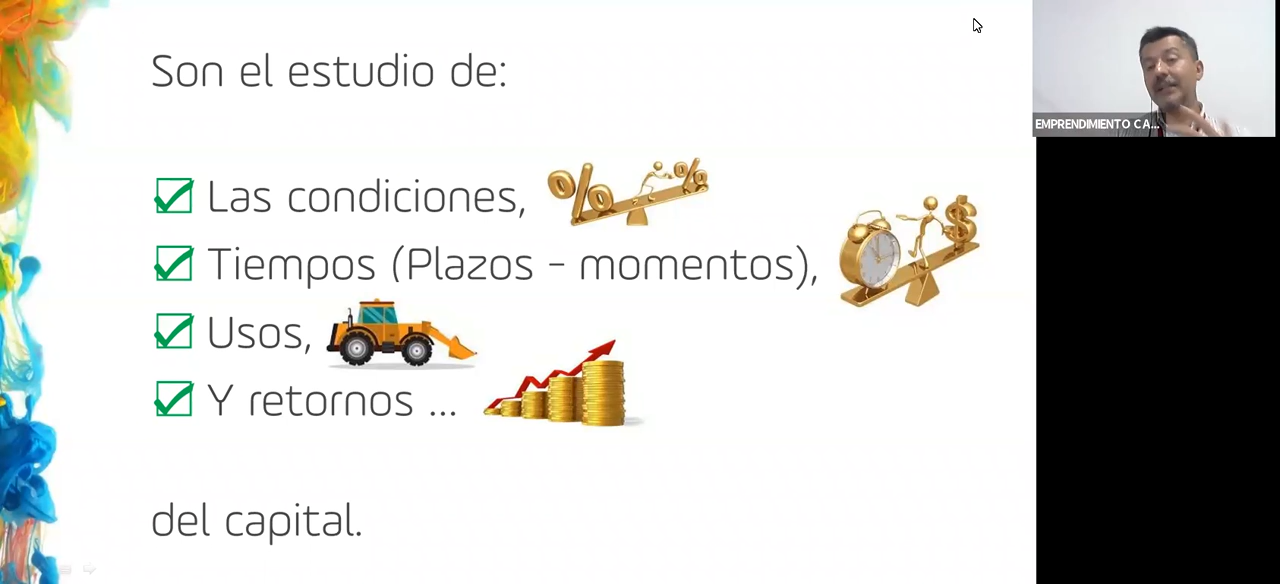 Son el estudio de:
Las condiciones,
Tiempos (Plazos - momentos),
Usos,
Y retornos ...
del capital.
EMPRENDIMIENTO CA...